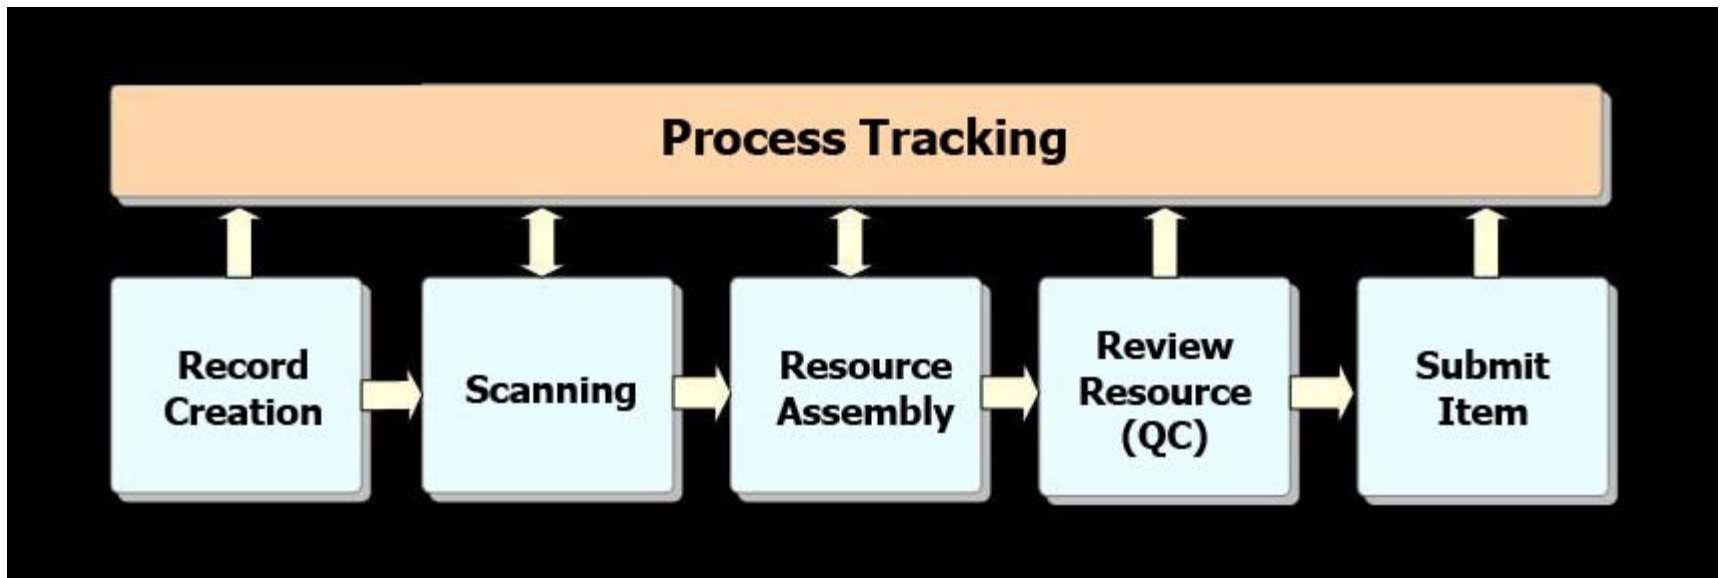 Process Tracking
Record
Creation
Scanning
Resource
Assembly
Review
Resource
(QC)
Submit
Item